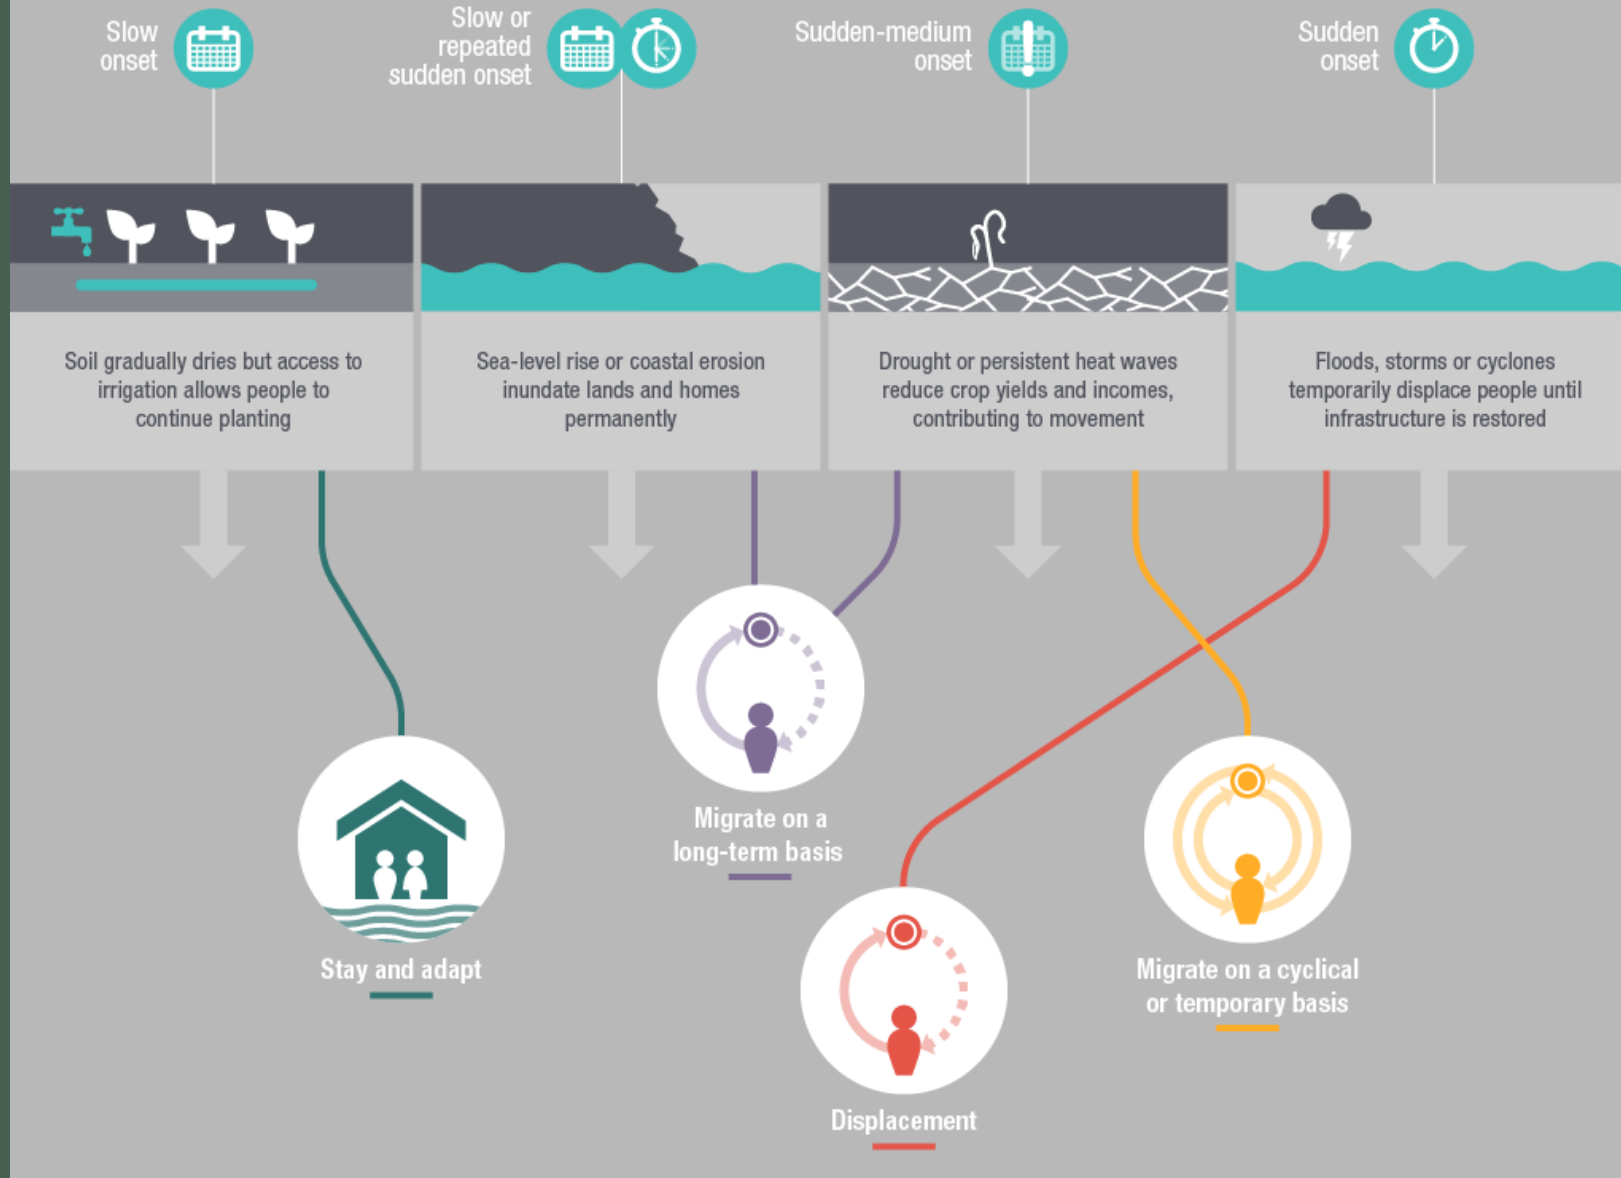 Slow
onset
Slow or
repeated
sudden onset
Sudden-medium
onset
Sudden
onset
Soil gradually dries but access to
irrigation allows people to
continue planting
Sea-level rise or coastal erosion
inundate lands and homes
permanently
Drought or persistent heat waves
reduce crop yields and incomes,
contributing to movement
Floods, storms or cyclones
temporarily displace people until
infrastructure is restored
Migrate on a
long-term basis
Stay and adapt
Migrate on a cyclical
or temporary basis
Displacement